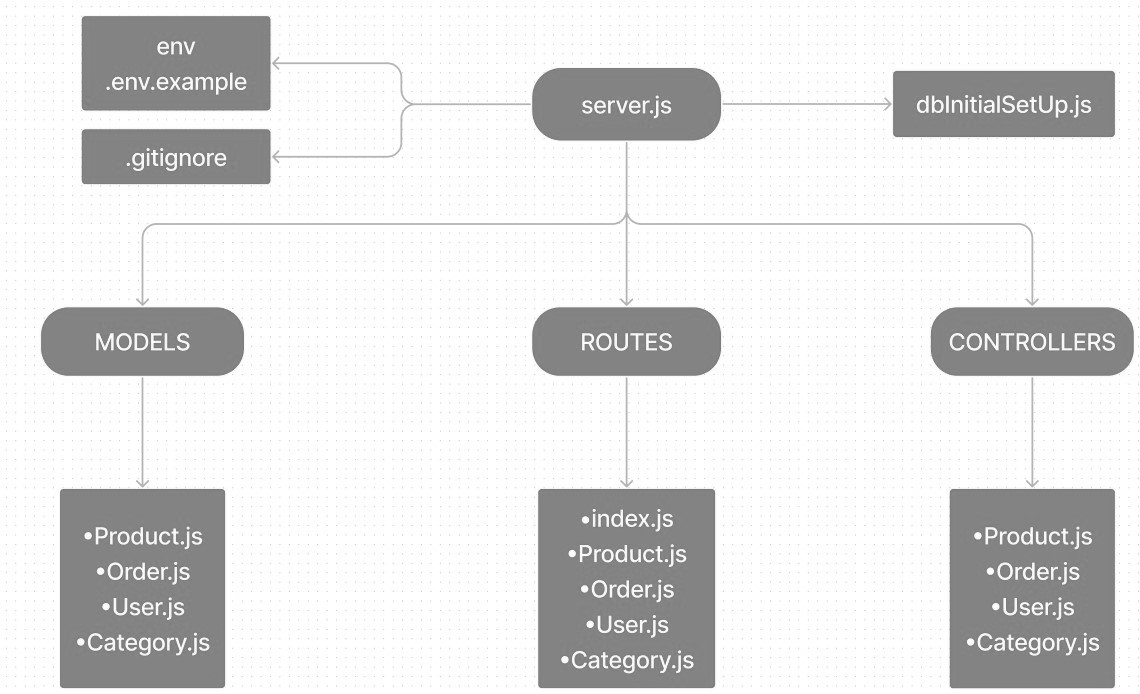 env
.env.example
server.js
dbInitialSetUp.js
.gitignore
MODELS
ROUTES
CONTROLLERS
•Product.js
•Order.js
•User.js
•Category.js
•index.js
•Product.js
•Order.js
•User.js
•Category.js
•Product.js
•Order.js
•User.js
•Category.js